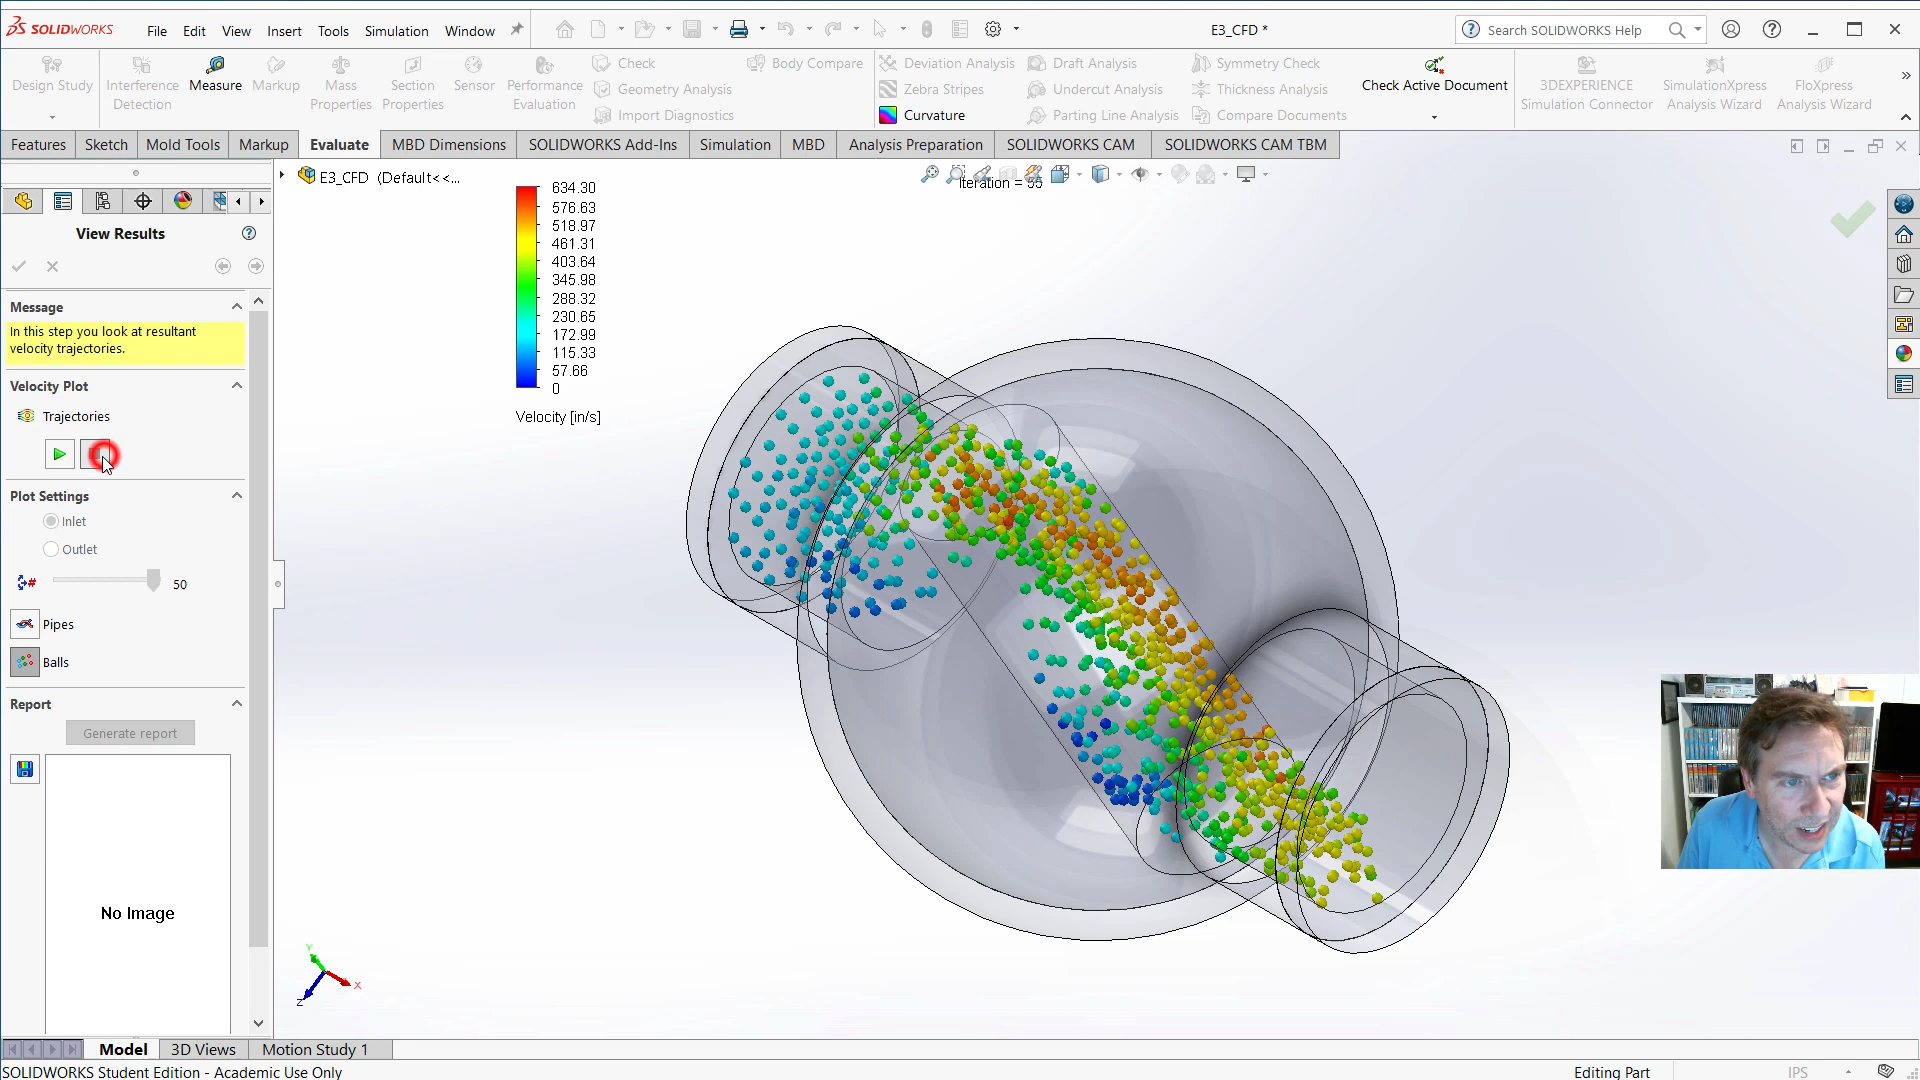 SOLIDWORKS
File Edit View Insert Tools Simulation Window
E3_CFD *
Search SOLIDWORKS Help
Design Study
Interference Detection
Measure
Markup
Mass Properties
Section Properties
Sensor
Performance Evaluation
Check
Geometry Analysis
Import Diagnostics
Body Compare
Deviation Analysis
Zebra Stripes
Curvature
Draft Analysis
Undercut Analysis
Parting Line Analysis
Symmetry Check
Thickness Analysis
Compare Documents
Check Active Document
3DEXPERIENCE Simulation Connector
SimulationXpress Analysis Wizard
FloXpress Analysis Wizard
Features Sketch Mold Tools Markup Evaluate MBD Dimensions SOLIDWORKS Add-Ins Simulation MBD Analysis Preparation SOLIDWORKS CAM SOLIDWORKS CAM TBM
E3_CFD (Default<<...
View Results
Message
In this step you look at resultant
velocity trajectories.
Velocity Plot
Trajectories
Plot Settings
Inlet
Outlet
50
Pipes
Balls
Report
Generate report
No Image
634.30
576.63
518.97
461.31
403.64
345.98
288.32
230.65
172.99
115.33
57.66
0
Velocity [in/s]
Iteration =
Y
X
Z
Model 3D Views Motion Study 1
SOLIDWORKS Student Edition - Academic Use Only
Editing Part
IPS